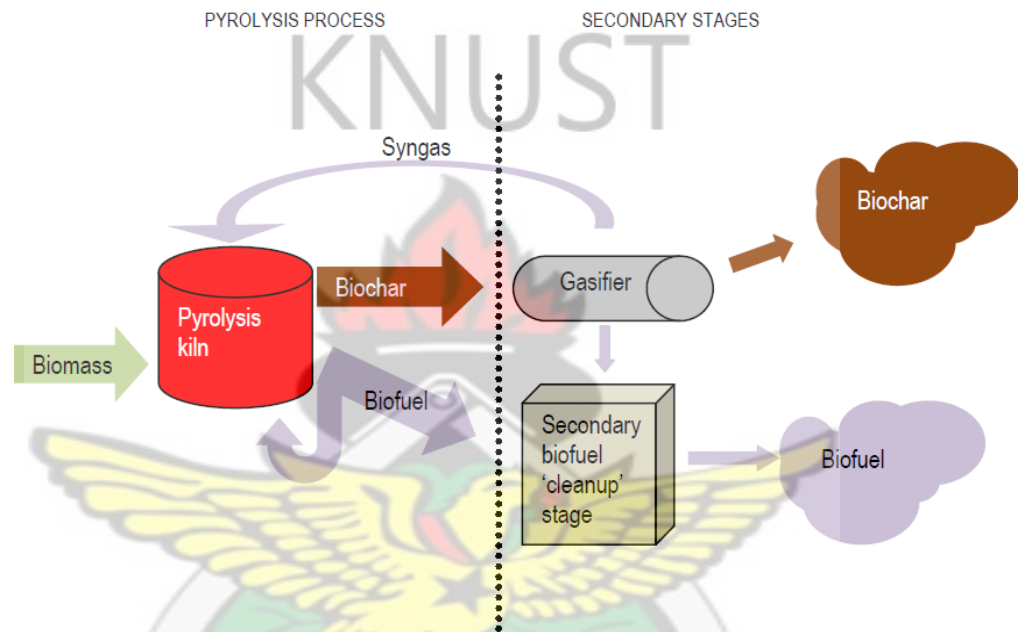 PYROLYSIS PROCESS
SECONDARY STAGES
KNUST
Syngas
Biochar
Biochar
Gasifier
Pyrolysis
kiln
Biomass
Biofuel
Secondary
biofuel
‘cleanup’
stage
Biofuel